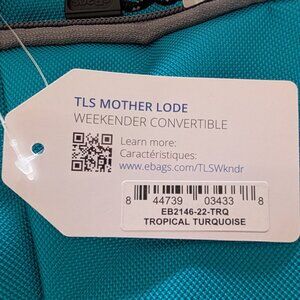 TLS MOTHER LODE
WEEKENDER CONVERTIBLE
Learn more:
Caractéristiques:
www.ebags.com/TLSWkndr
8 44739 03433 8
EB2146-22-TRQ
TROPICAL TURQUOISE